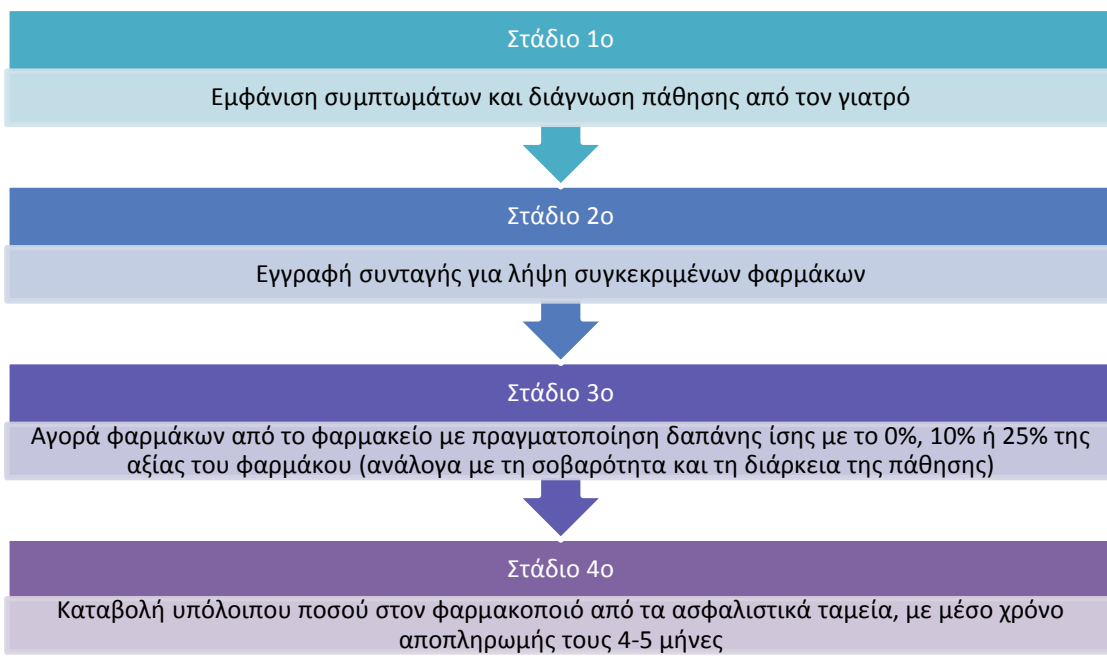 Στάδιο 1ο
Εμφάνιση συμπτωμάτων και διάγνωση πάθησης από τον γιατρό
Στάδιο 2ο
Εγγραφή συνταγής για λήψη συγκεκριμένων φαρμάκων
Στάδιο 3ο
Αγορά φαρμάκων από το φαρμακείο με πραγματοποίηση δαπάνης ίσης με το 0%, 10% ή 25% της
αξίας του φαρμάκου (ανάλογα με τη σοβαρότητα και τη διάρκεια της πάθησης)
Στάδιο 4ο
Καταβολή υπόλοιπου ποσού στον φαρμακοποιό από τα ασφαλιστικά ταμεία, με μέσο χρόνο
αποπληρωμής τους 4-5 μήνες